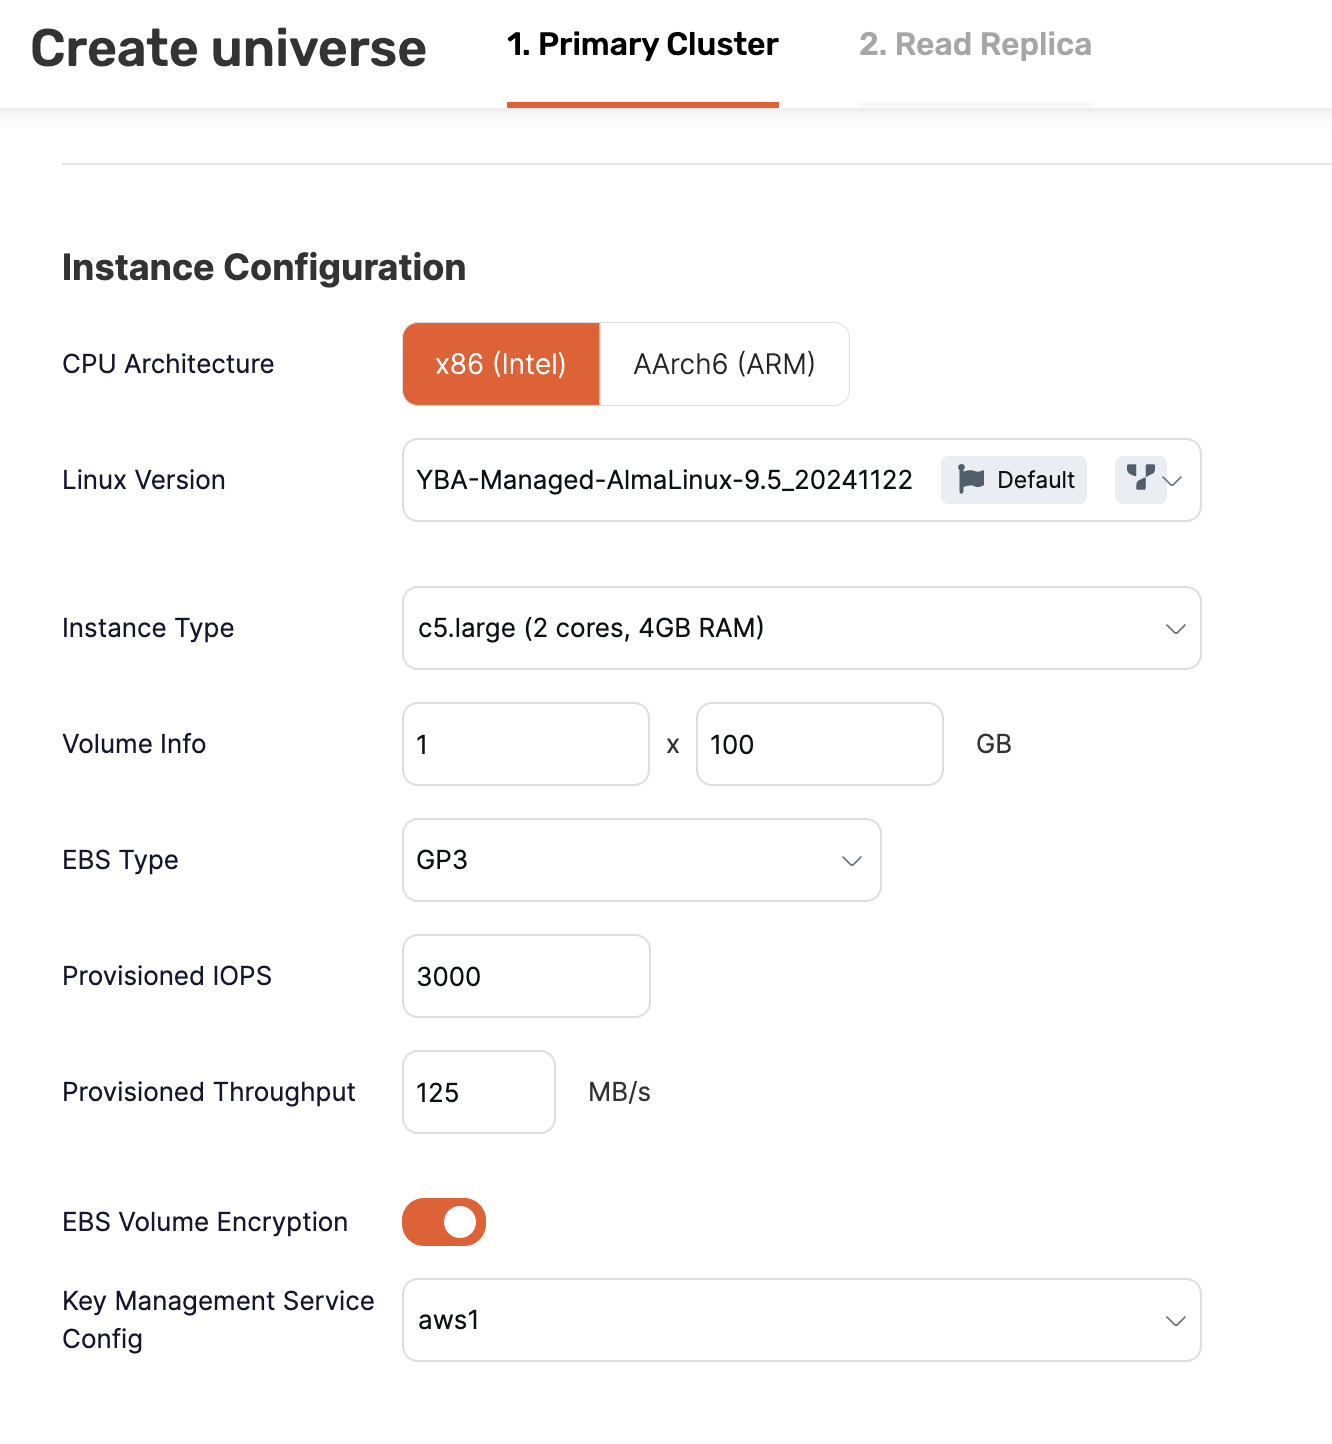 Create universe
1. Primary Cluster
2. Read Replica
Instance Configuration
CPU Architecture
x86 (Intel)
AArch6 (ARM)
Linux Version
YBA-Managed-AlmaLinux-9.5_20241122
Default
Instance Type
c5.large (2 cores, 4GB RAM)
Volume Info
1
x
100
GB
EBS Type
GP3
Provisioned IOPS
3000
Provisioned Throughput
125
MB/s
EBS Volume Encryption
Key Management Service
Config
aws1